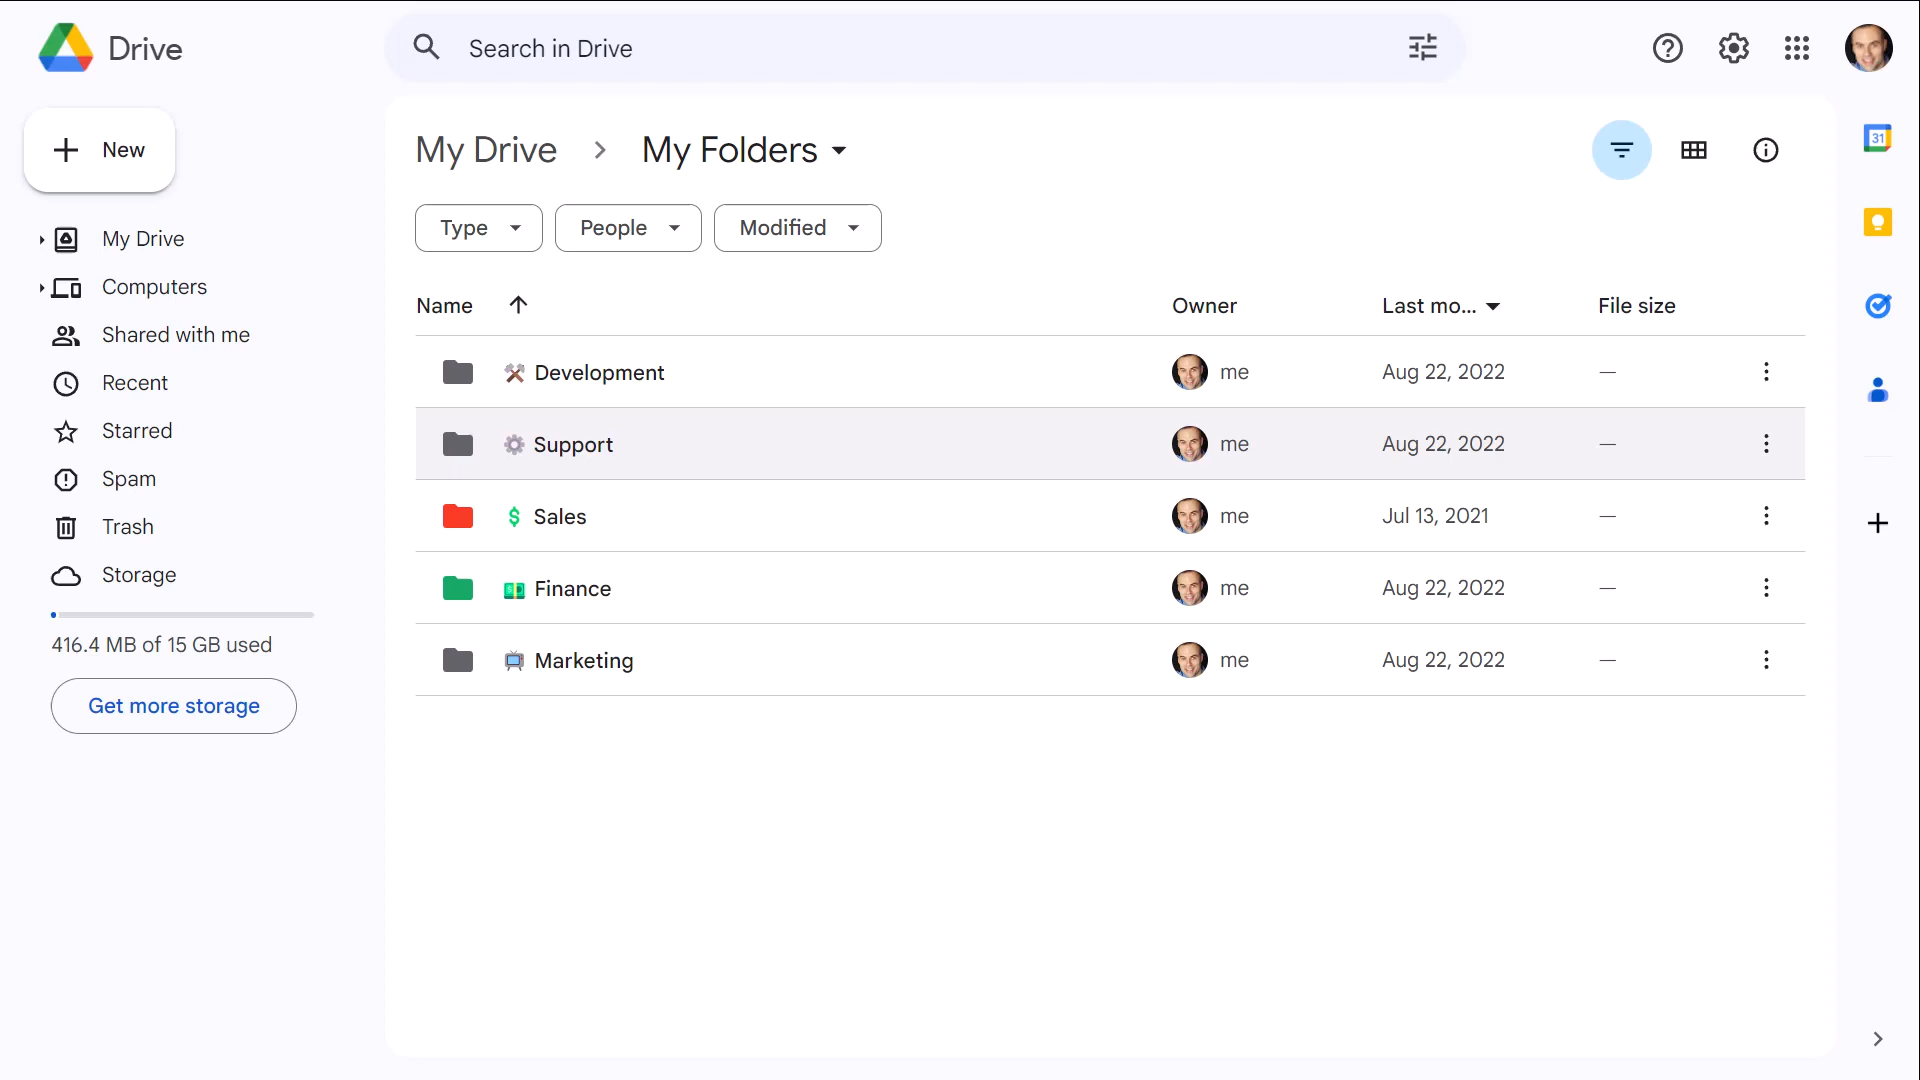 Drive
Search in Drive
New
My Drive
Computers
Shared with me
Recent
Starred
Spam
Trash
Storage
416.4 MB of 15 GB used
Get more storage
My Drive > My Folders
Type People Modified
Name Owner Last mo... File size
Development me Aug 22, 2022 —
Support me Aug 22, 2022 —
$ Sales me Jul 13, 2021 —
Finance me Aug 22, 2022 —
Marketing me Aug 22, 2022 —
31